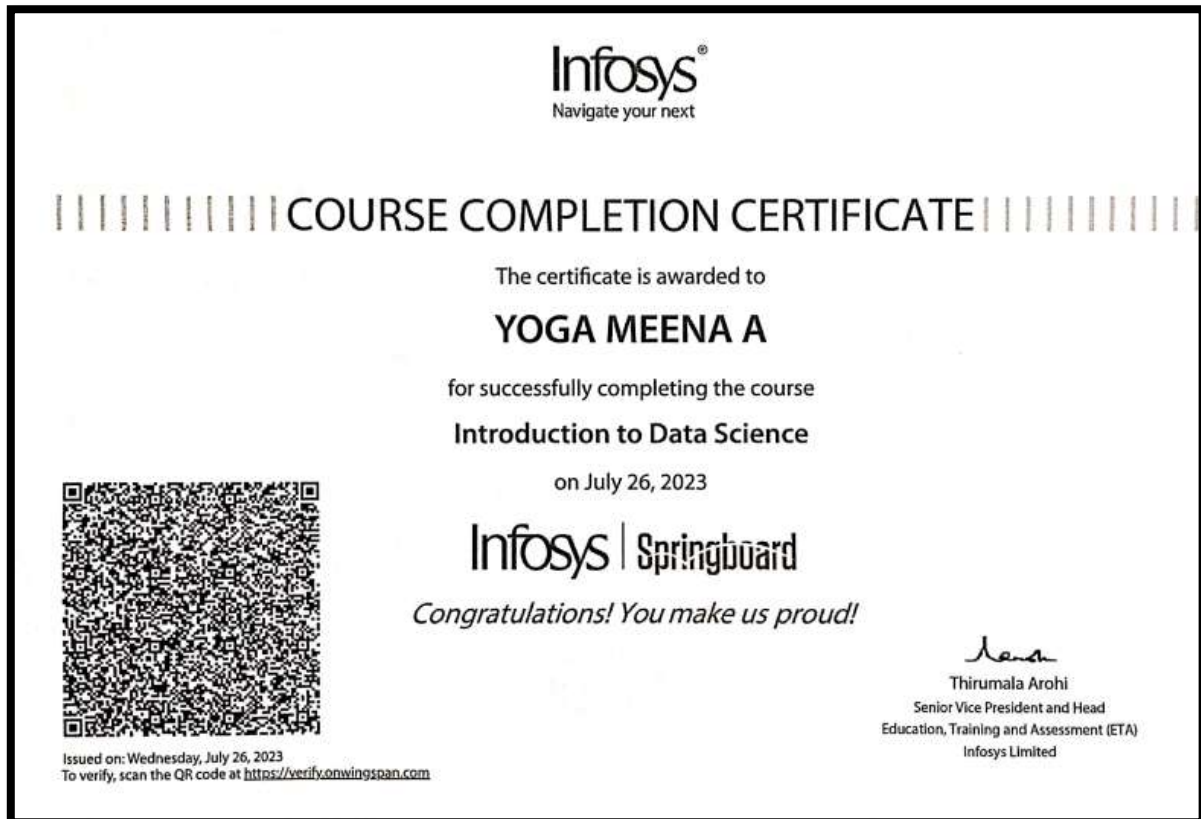 Infosys®
Navigate your next
COURSE COMPLETION CERTIFICATE
The certificate is awarded to
YOGA MEENA A
for successfully completing the course
Introduction to Data Science
on July 26, 2023
Infosys | Springboard
Congratulations! You make us proud!
Thirumala Arohi
Senior Vice President and Head
Education, Training and Assessment (ETA)
Infosys Limited
Issued on: Wednesday, July 26, 2023
To verify, scan the QR code at https://verify.onwingspan.com